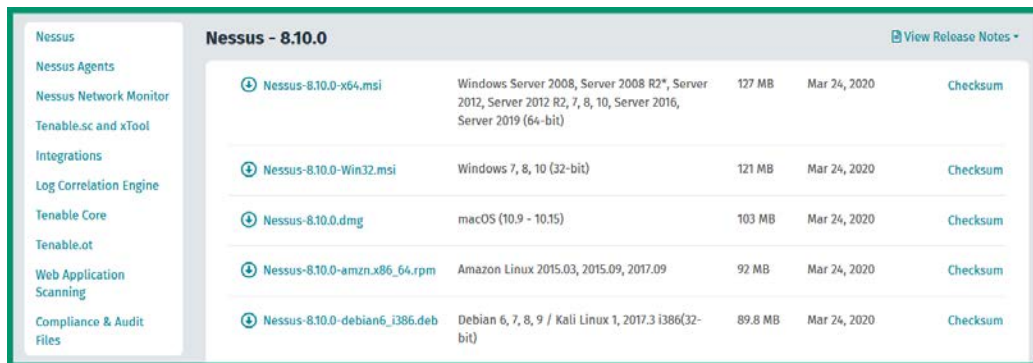 Nessus
Nessus Agents
Nessus Network Monitor
Tenable.sc and xTool
Integrations
Log Correlation Engine
Tenable Core
Tenable.ot
Web Application
Scanning
Compliance & Audit
Files
Nessus - 8.10.0
View Release Notes
Nessus-8.10.0-x64.msi
Windows Server 2008, Server 2008 R2*, Server
2012, Server 2012 R2, 7, 8, 10, Server 2016,
Server 2019 (64-bit)
127 MB
Mar 24, 2020
Checksum
Nessus-8.10.0-Win32.msi
Windows 7, 8, 10 (32-bit)
121 MB
Mar 24, 2020
Checksum
Nessus-8.10.0.dmg
macOS (10.9 - 10.15)
103 MB
Mar 24, 2020
Checksum
Nessus-8.10.0-amzn.x86_64.rpm
Amazon Linux 2015.03, 2015.09, 2017.09
92 MB
Mar 24, 2020
Checksum
Nessus-8.10.0-debian6_i386.deb
Debian 6, 7, 8, 9 / Kali Linux 1, 2017.3 i386(32-
bit)
89.8 MB
Mar 24, 2020
Checksum